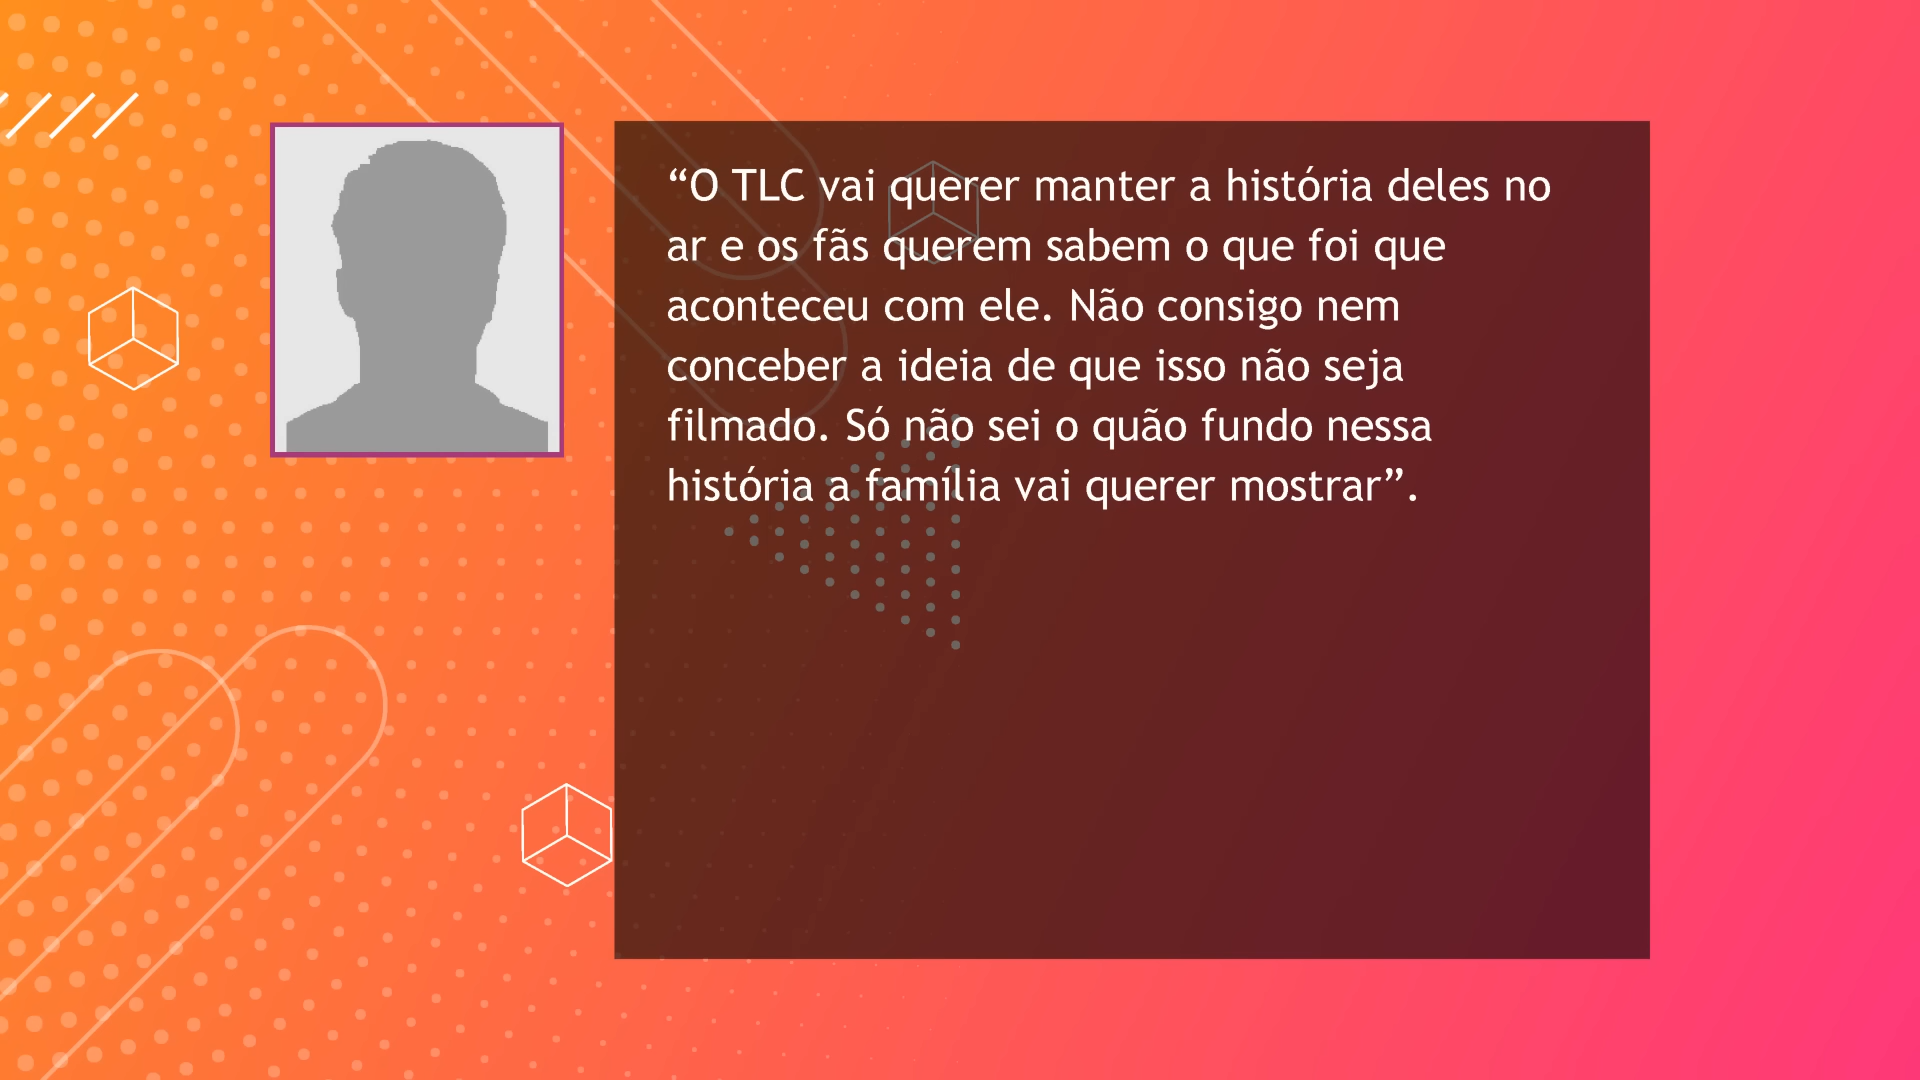 “O TLC vai querer manter a história deles no
ar e os fãs querem sabem o que foi que
aconteceu com ele. Não consigo nem
conceber a ideia de que isso não seja
filmado. Só não sei o quão fundo nessa
história a família vai querer mostrar”.